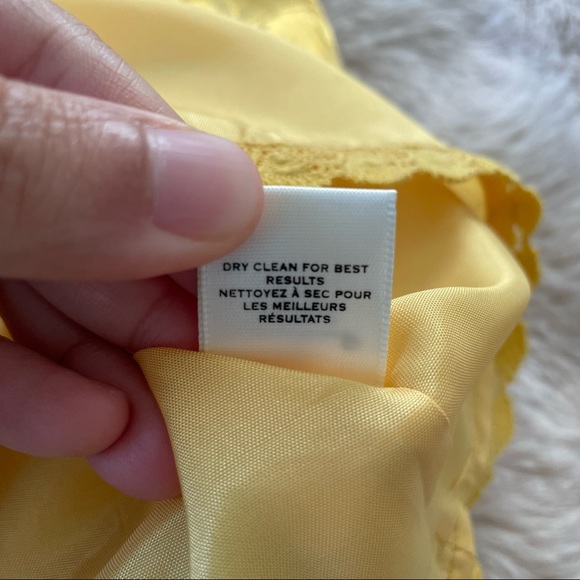 DRY CLEAN FOR BEST
RESULTS
NETTOYEZ À SEC POUR
LES MEILLEURS
RÉSULTATS